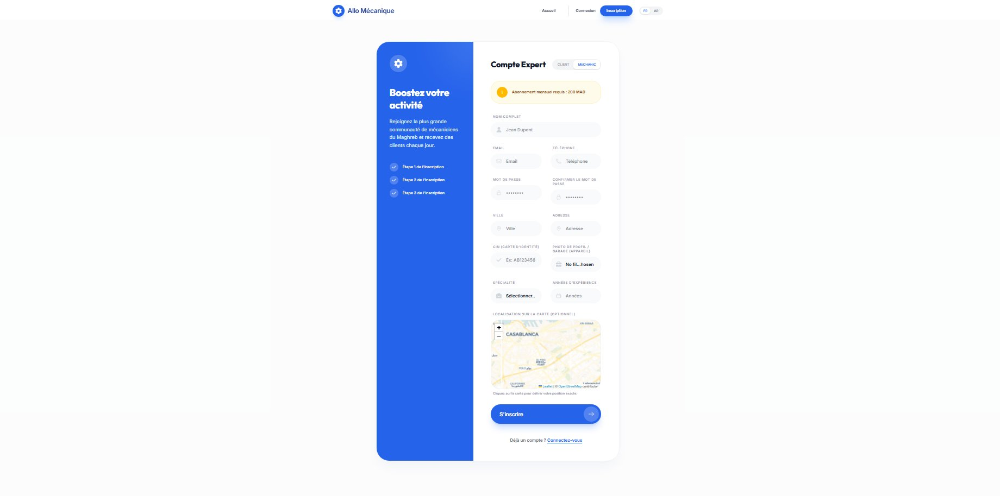 Allo Mécanique
Accueil
Connexion
Inscription
FR
AR
Boostez votre
activité
Rejoignez la plus grande
communauté de mécaniciens
du Maghreb et recevez des
clients chaque jour.
Étape 1 de l'inscription
Étape 2 de l'inscription
Étape 3 de l'inscription
Compte Expert
CLIENT
MECHANIC
!
Abonnement mensuel requis : 200 MAD
NOM COMPLET
Jean Dupont
EMAIL
TÉLÉPHONE
Email
Téléphone
MOT DE PASSE
CONFIRMER LE MOT DE
PASSE
••••••••
••••••••
VILLE
ADRESSE
Ville
Adresse
CIN (CARTE D'IDENTITÉ)
PHOTO DE PROFIL /
GARAGE (APPAREIL)
Ex: AB123456
No fil...hosen
SPÉCIALITÉ
ANNÉES D'EXPÉRIENCE
Sélectionner..
Années
LOCALISATION SUR LA CARTE (OPTIONNEL)
+
−
CASABLANCA
POLO بولو
CALIFORNIE
Leaflet | © OpenStreetMap contributor
Cliquez sur la carte pour définir votre position exacte.
S'inscrire
Déjà un compte ? Connectez-vous